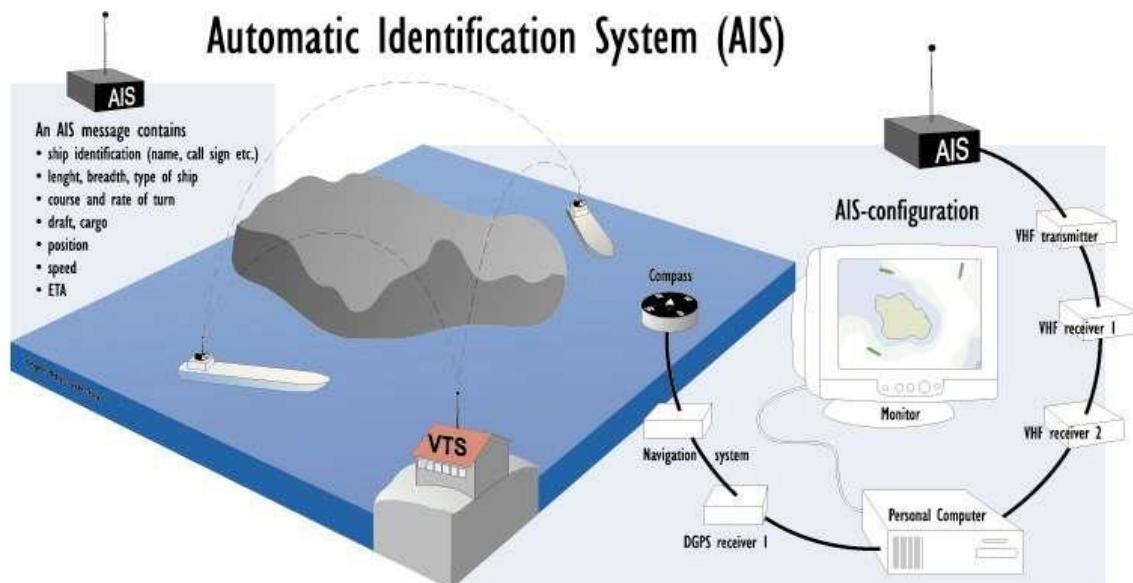 Automatic Identification System (AIS)
AIS
An AIS message contains
• ship identification (name, call sign etc.)
• lenght, breadth, type of ship
• course and rate of turn
• draft, cargo
• position
• speed
• ETA
VTS
AIS
AIS-configuration
VHF transmitter
Compass
VHF receiver 1
Monitor
VHF receiver 2
Navigation system
Personal Computer
DGPS receiver 1